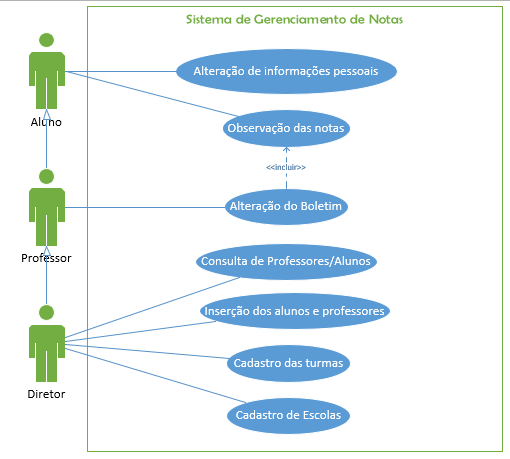 Sistema de Gerenciamento de Notas
Alteração de informações pessoais
Aluno
Observação das notas
<<incluir>>
Alteração do Boletim
Professor
Consulta de Professores/Alunos
Inserção dos alunos e professores
Cadastro das turmas
Diretor
Cadastro de Escolas